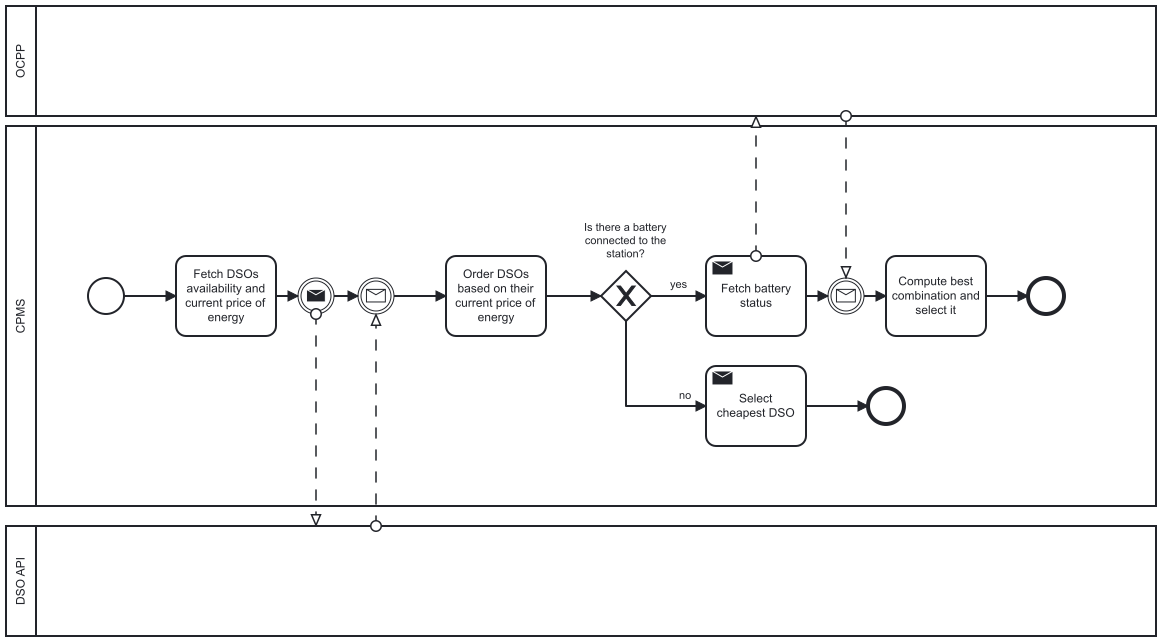 OCPP
CPMS
Fetch DSOs
availability and
current price of
energy
Order DSOs
based on their
current price of
energy
Is there a battery
connected to the
station?
yes
Fetch battery
status
Compute best
combination and
select it
no
Select
cheapest DSO
DSO API